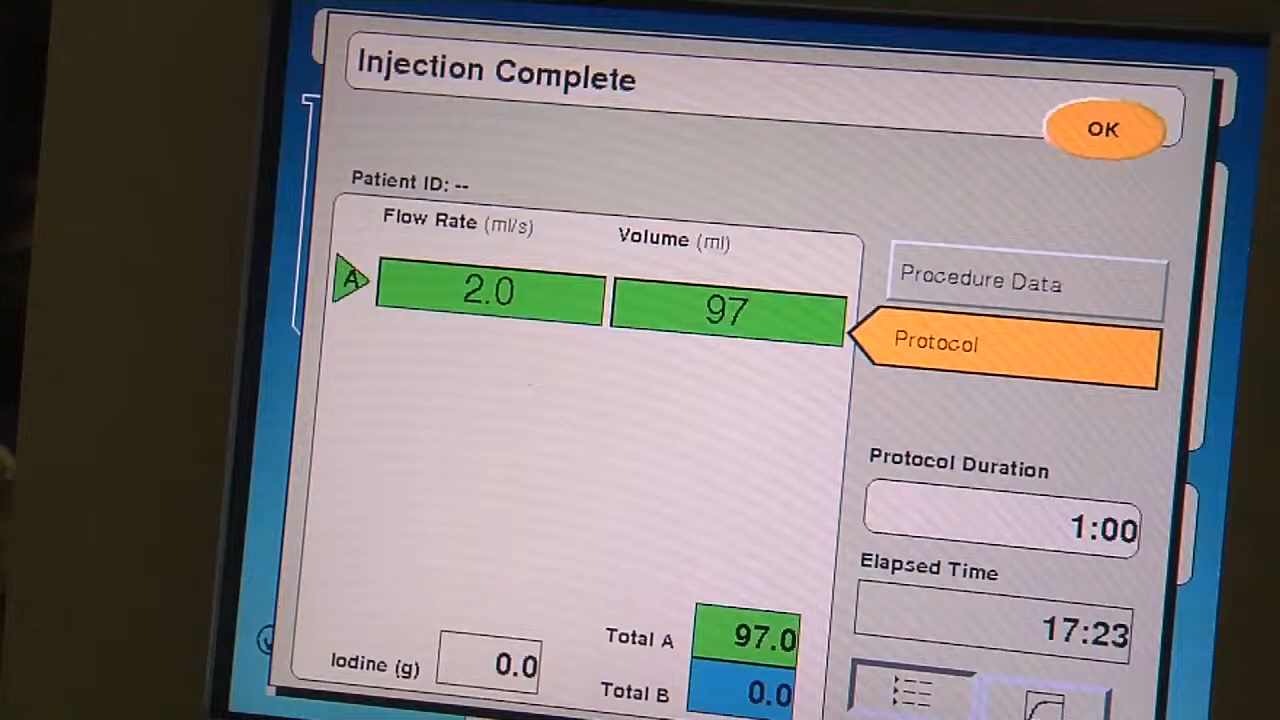 Injection Complete
OK
Patient ID: --
Flow Rate (ml/s)
Volume (ml)
A
2.0
97
Procedure Data
Protocol
Protocol Duration
1:00
Elapsed Time
17:23
Total A
97.0
Iodine (g)
0.0
Total B
0.0